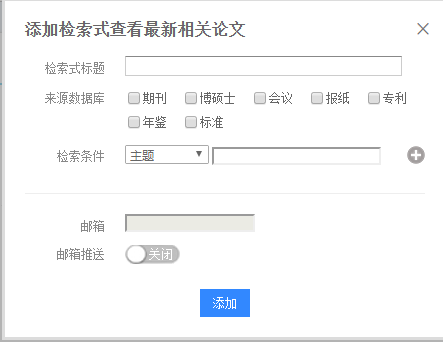 添加检索式查看最新相关论文
检索式标题
来源数据库 期刊 博硕士 会议 报纸 专利
年鉴 标准
检索条件 主题
邮箱
邮箱推送 关闭
添加